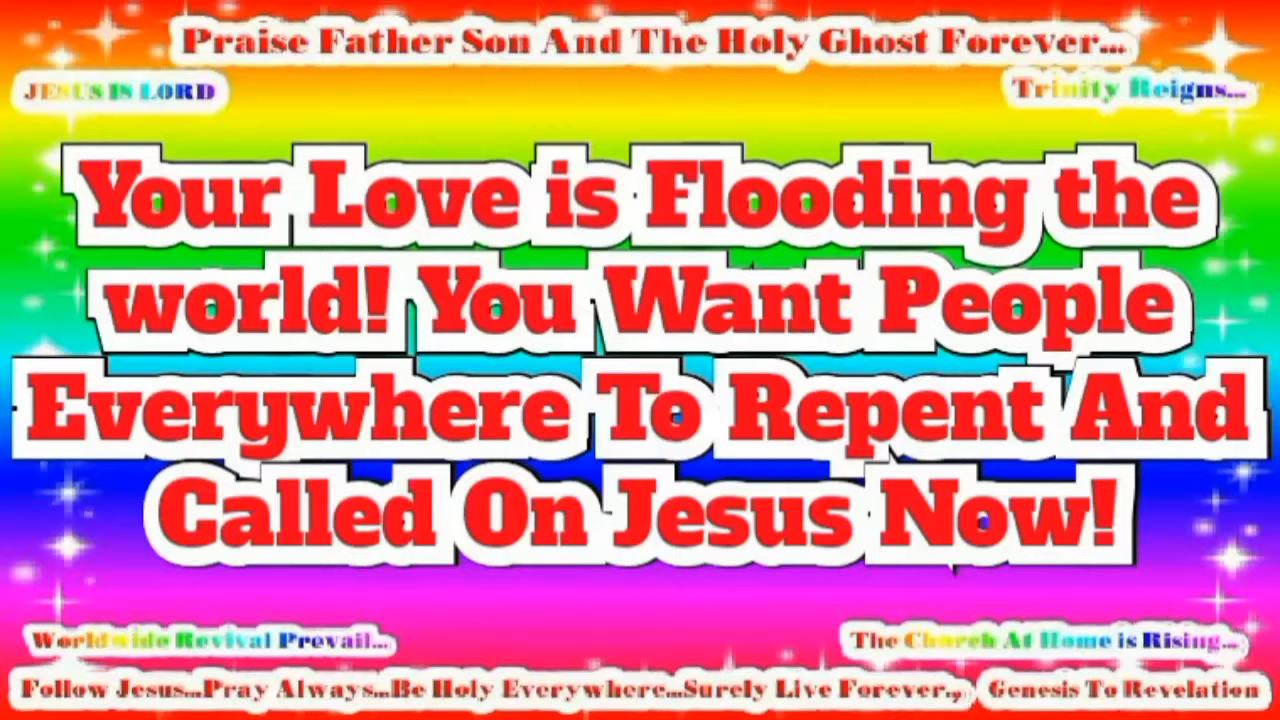 Praise Father Son And The Holy Ghost Forever...
JESUS IS LORD
Trinity Reigns...
Your Love is Flooding the
world! You Want People
Everywhere To Repent And
Called On Jesus Now!
Worldwide Revival Prevail...
The Church At Home is Rising...
Follow Jesus...Pray Always...Be Holy Everywhere...Surely Live Forever.,,
Genesis To Revelation